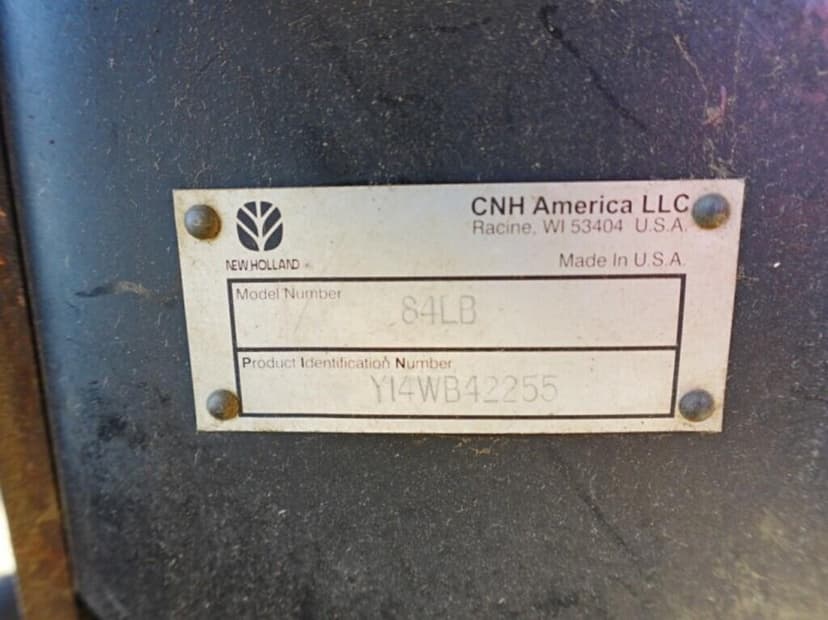 CNH America LLC
Racine, WI 53404 U.S.A.
NEW HOLLAND
Made In U.S.A.
Model Number
84LB
Product Identification Number
Y14WB42255